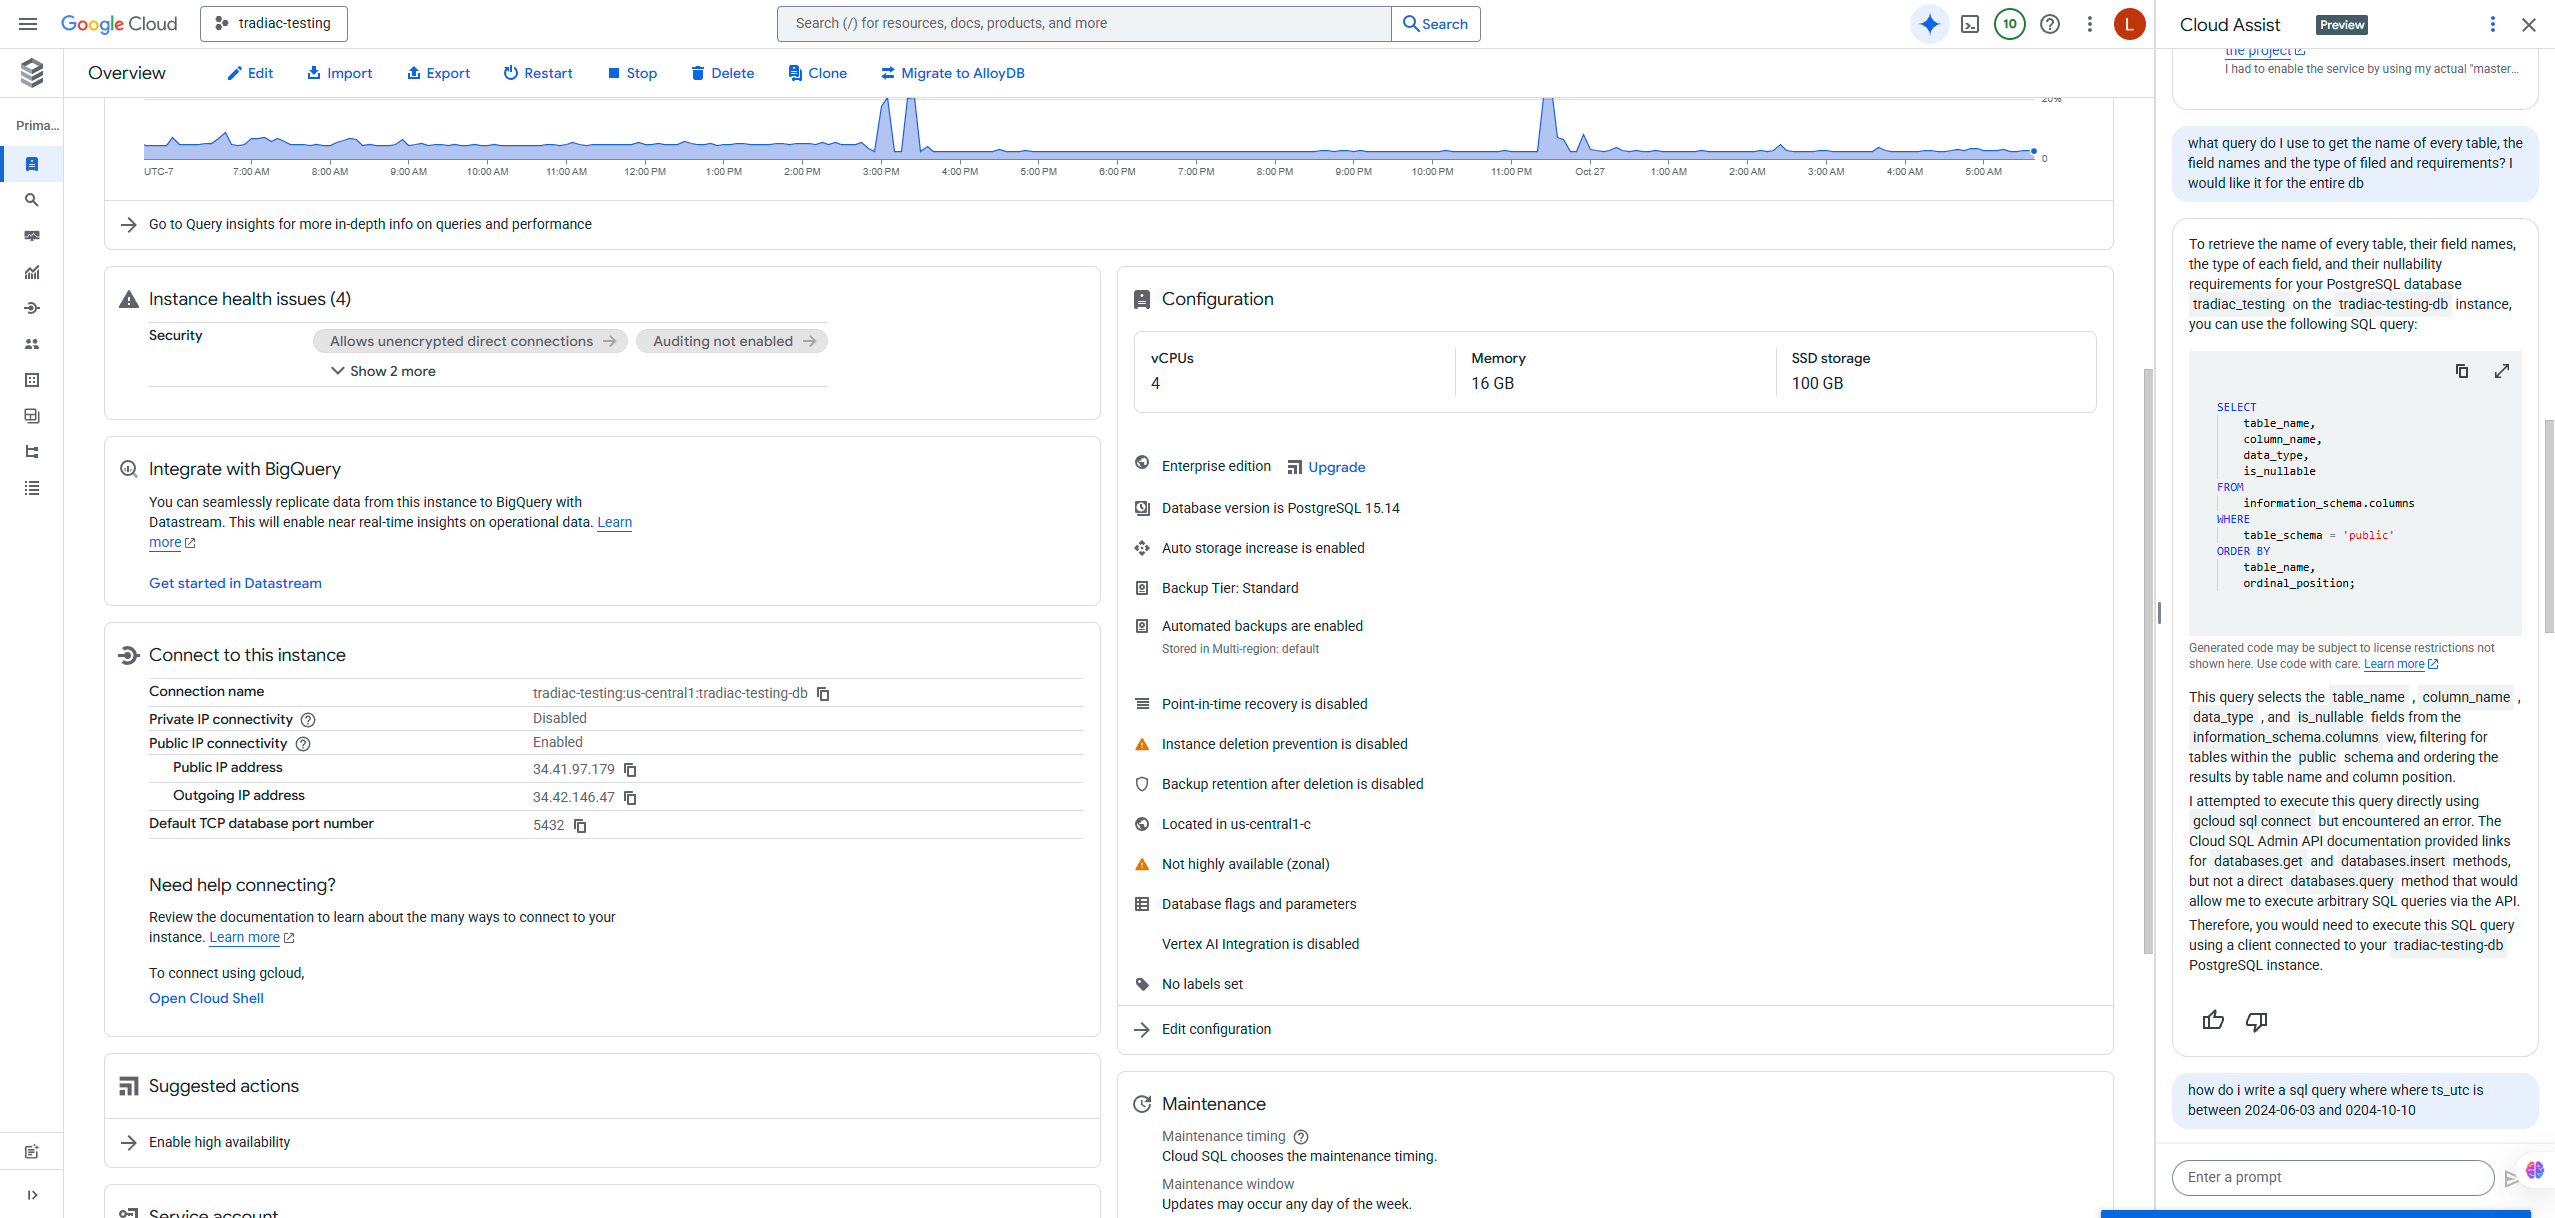 Google Cloud
tradiac-testing
Search (/) for resources, docs, products, and more
Search
10
L
Overview
Edit
Import
Export
Restart
Stop
Delete
Clone
Migrate to AlloyDB
Prima...
20%
0
UTC-7
7:00 AM
8:00 AM
9:00 AM
10:00 AM
11:00 AM
12:00 PM
1:00 PM
2:00 PM
3:00 PM
4:00 PM
5:00 PM
6:00 PM
7:00 PM
8:00 PM
9:00 PM
10:00 PM
11:00 PM
Oct 27
1:00 AM
2:00 AM
3:00 AM
4:00 AM
5:00 AM
Go to Query insights for more in-depth info on queries and performance
Instance health issues (4)
Security
Allows unencrypted direct connections
Auditing not enabled
Show 2 more
Integrate with BigQuery
You can seamlessly replicate data from this instance to BigQuery with
Datastream. This will enable near real-time insights on operational data. Learn
more
Get started in Datastream
Connect to this instance
Connection name
tradiac-testing:us-central1:tradiac-testing-db
Private IP connectivity
Disabled
Public IP connectivity
Enabled
Public IP address
34.41.97.179
Outgoing IP address
34.42.146.47
Default TCP database port number
5432
Need help connecting?
Review the documentation to learn about the many ways to connect to your
instance. Learn more
To connect using gcloud,
Open Cloud Shell
Suggested actions
Enable high availability
Service account
Configuration
vCPUs
4
Memory
16 GB
SSD storage
100 GB
Enterprise edition
Upgrade
Database version is PostgreSQL 15.14
Auto storage increase is enabled
Backup Tier: Standard
Automated backups are enabled
Stored in Multi-region: default
Point-in-time recovery is disabled
Instance deletion prevention is disabled
Backup retention after deletion is disabled
Located in us-central1-c
Not highly available (zonal)
Database flags and parameters
Vertex AI Integration is disabled
No labels set
Edit configuration
Maintenance
Maintenance timing
Cloud SQL chooses the maintenance timing.
Maintenance window
Updates may occur any day of the week.
Cloud Assist
Preview
the project
I had to enable the service by using my actual "master...
what query do I use to get the name of every table, the
field names and the type of filed and requirements? I
would like it for the entire db
To retrieve the name of every table, their field names,
the type of each field, and their nullability
requirements for your PostgreSQL database
tradiac_testing on the tradiac-testing-db instance,
you can use the following SQL query:
SELECT
table_name,
column_name,
data_type,
is_nullable
FROM
information_schema.columns
WHERE
table_schema = 'public'
ORDER BY
table_name,
ordinal_position;
Generated code may be subject to license restrictions not
shown here. Use code with care. Learn more
This query selects the table_name , column_name ,
data_type , and is_nullable fields from the
information_schema.columns view, filtering for
tables within the public schema and ordering the
results by table name and column position.
I attempted to execute this query directly using
gcloud sql connect but encountered an error. The
Cloud SQL Admin API documentation provided links
for databases.get and databases.insert methods,
but not a direct databases.query method that would
allow me to execute arbitrary SQL queries via the API.
Therefore, you would need to execute this SQL query
using a client connected to your tradiac-testing-db
PostgreSQL instance.
how do i write a sql query where where ts_utc is
between 2024-06-03 and 0204-10-10
Enter a prompt